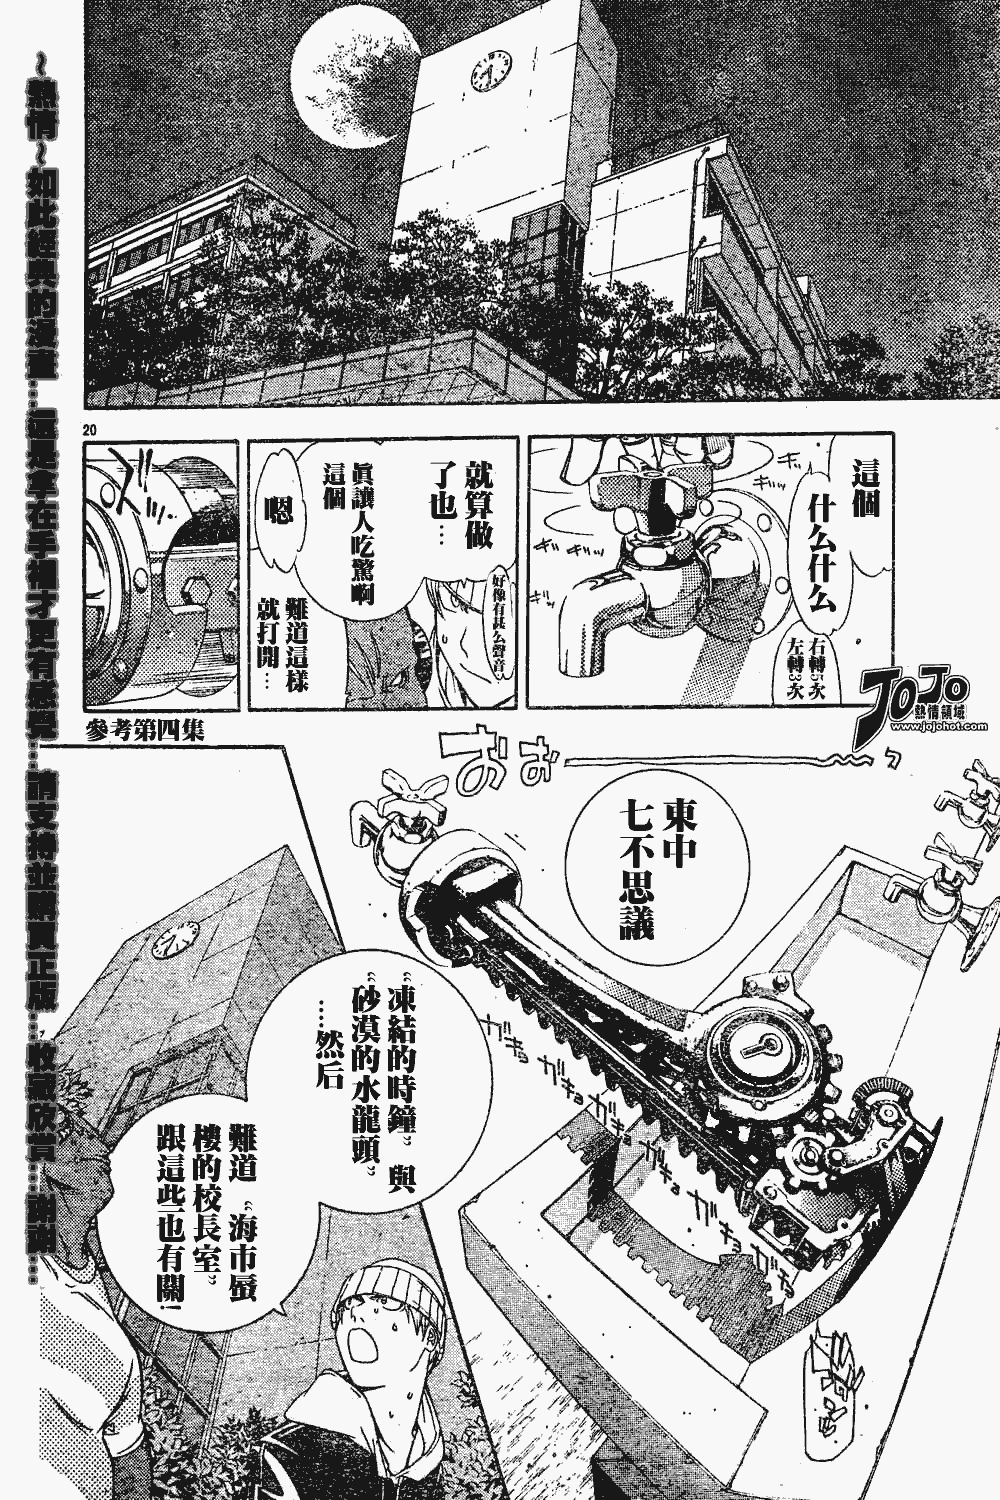 20
這個
什么什么
右轉5次
左轉3次
ギギ
就算做
了也…
好像有甚么聲音
眞讓人吃驚啊
這個
嗯
難道這樣
就打開…
參考第四集
JOJO
熱情領域
www.jojohot.com
おおーっ
東中
七不思議
ガキョ
ガキョ
ガキョ
ガキョ
ガキョ
“凍結的時鐘”與
“砂漠的水龍頭”
……然后
難道“海市蜃
樓的校長室”
跟這些也有關!
~熱情~如此經典的漫畫…還是拿在手裡才更有感覺…請支持並購買正版……收藏欣賞……謝謝……